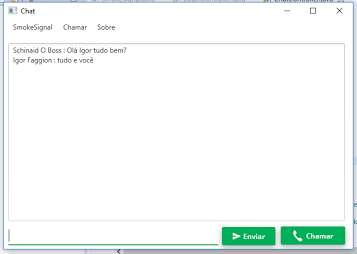 Chat
SmokeSignal Chamar Sobre
Schinaid O Boss : Olá Igor tudo bem?
Igor Faggion : tudo e você
Enviar Chamar